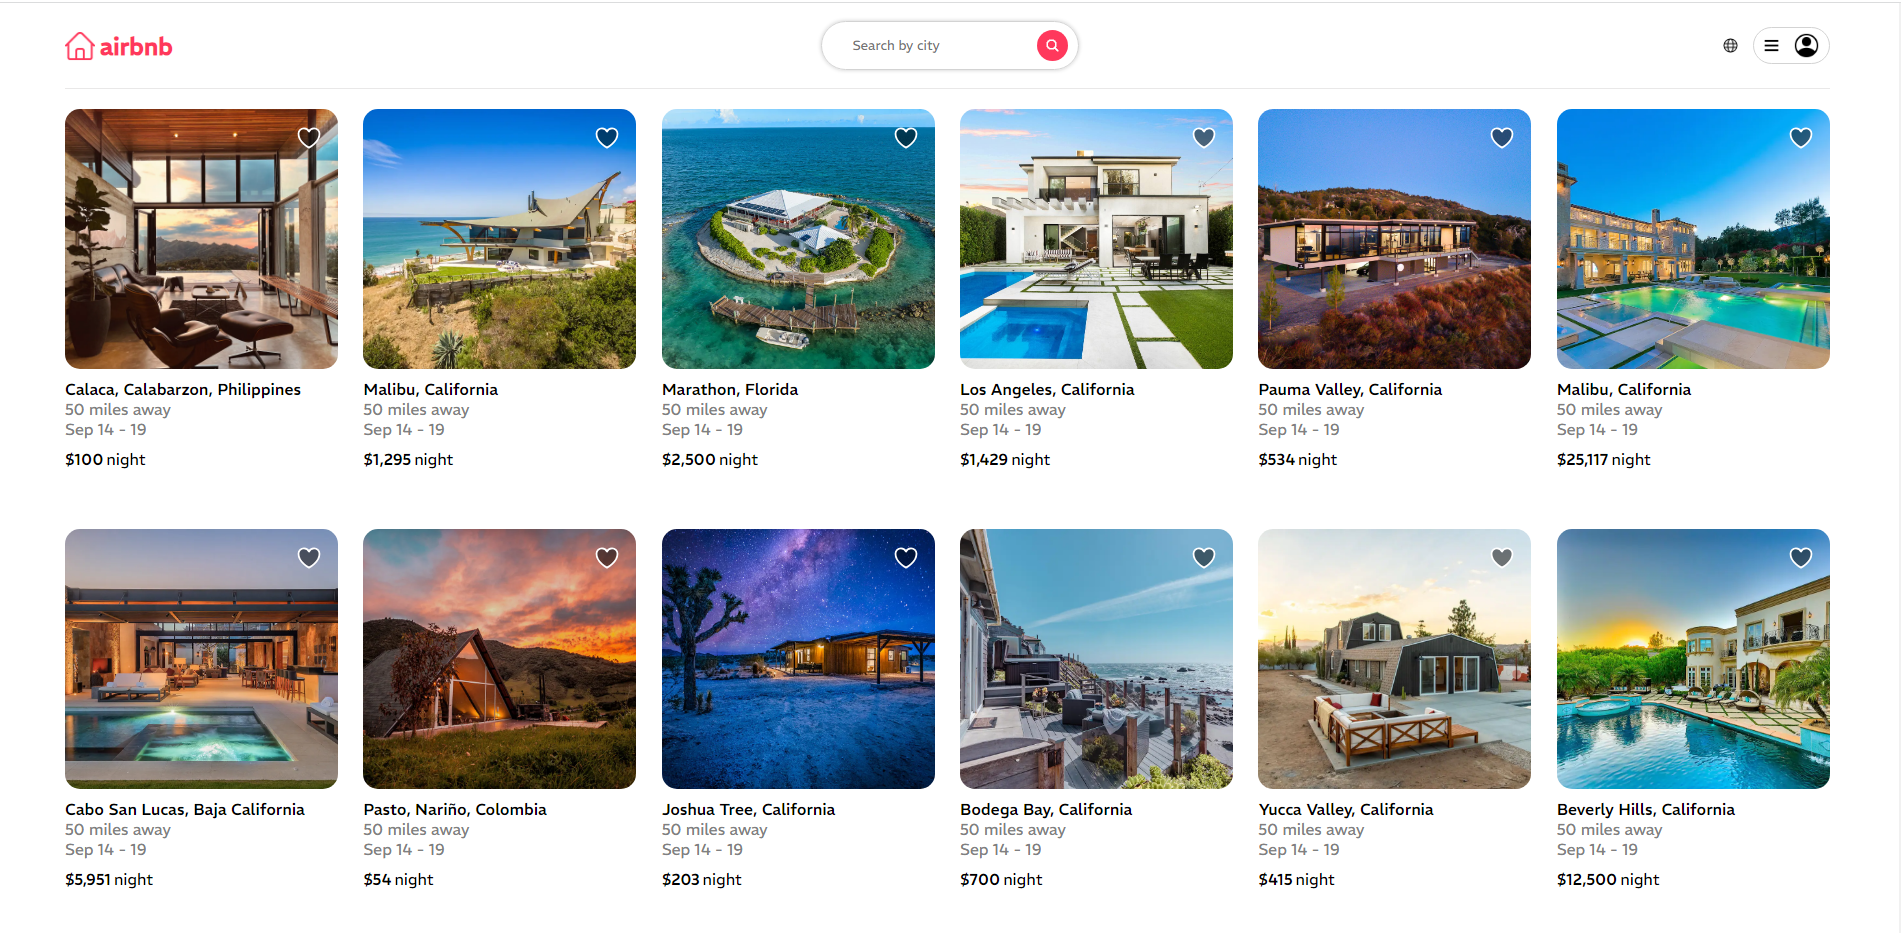 airbnb
Search by city
Calaca, Calabarzon, Philippines
50 miles away
Sep 14 - 19
$100 night
Malibu, California
50 miles away
Sep 14 - 19
$1,295 night
Marathon, Florida
50 miles away
Sep 14 - 19
$2,500 night
Los Angeles, California
50 miles away
Sep 14 - 19
$1,429 night
Pauma Valley, California
50 miles away
Sep 14 - 19
$534 night
Malibu, California
50 miles away
Sep 14 - 19
$25,117 night
Cabo San Lucas, Baja California
50 miles away
Sep 14 - 19
$5,951 night
Pasto, Nariño, Colombia
50 miles away
Sep 14 - 19
$54 night
Joshua Tree, California
50 miles away
Sep 14 - 19
$203 night
Bodega Bay, California
50 miles away
Sep 14 - 19
$700 night
Yucca Valley, California
50 miles away
Sep 14 - 19
$415 night
Beverly Hills, California
50 miles away
Sep 14 - 19
$12,500 night